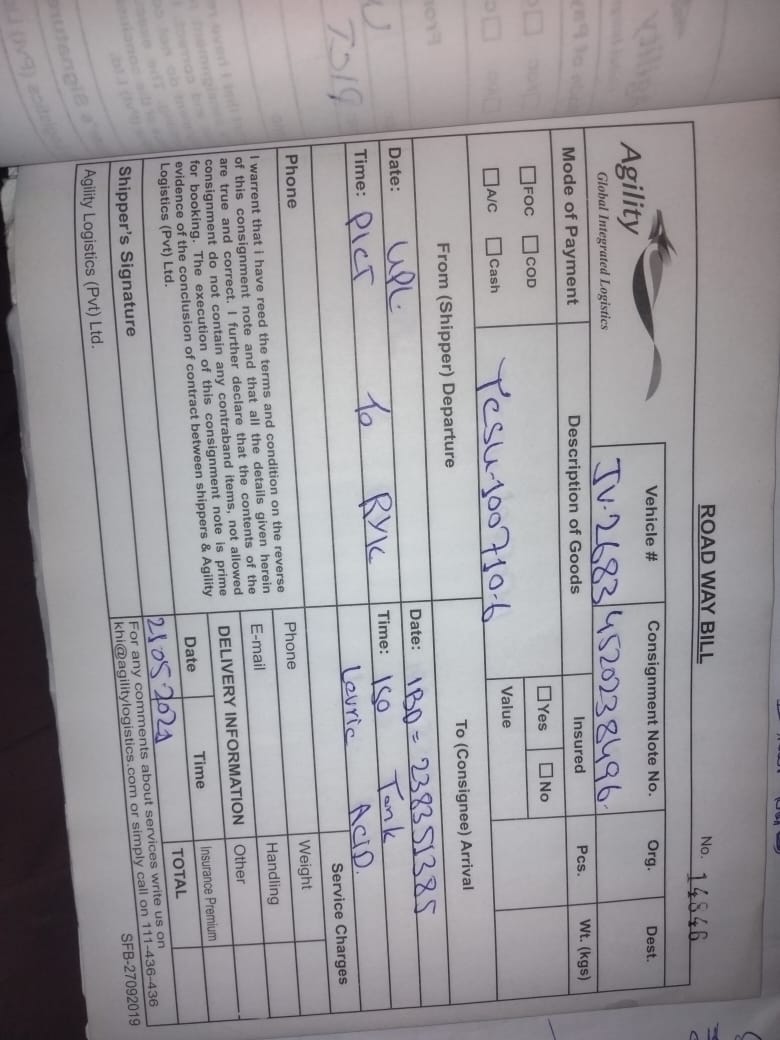 ROAD WAY BILL
No. 14846
Agility
Global Integrated Logistics
Vehicle #
Consignment Note No.
Org.
Dest.
JV-2683
4520238496
Mode of Payment
Description of Goods
Insured
Pcs.
Wt. (kgs)
FOC
COD
Yes
No
A/C
Cash
TCSU-100710-6
Value
From (Shipper) Departure
To (Consignee) Arrival
Date: UPL
Date: IBD = 238351385
Time: PICT To RYK
Time: ISO Tank
Lauric ACID.
Service Charges
Phone
Phone
Weight
I warrent that i have reed the terms and condition on the reverse
of this consignment note and that all the details given herein
are true and correct. I further declare that the contents of the
consignment do not contain any contraband items, not allowed
for booking. The execution of this consignment note is prime
evidence of the conclusion of contract between shippers & Agility
Logistics (Pvt) Ltd.
E-mail
Handling
DELIVERY INFORMATION
Other
Date
Time
Insurance Premium
21-05-2021
TOTAL
Shipper's Signature
For any comments about services write us on
khi@agilitylogistics.com or simply call on 111-436-436
Agility Logistics (Pvt) Ltd.
SFB-27092019